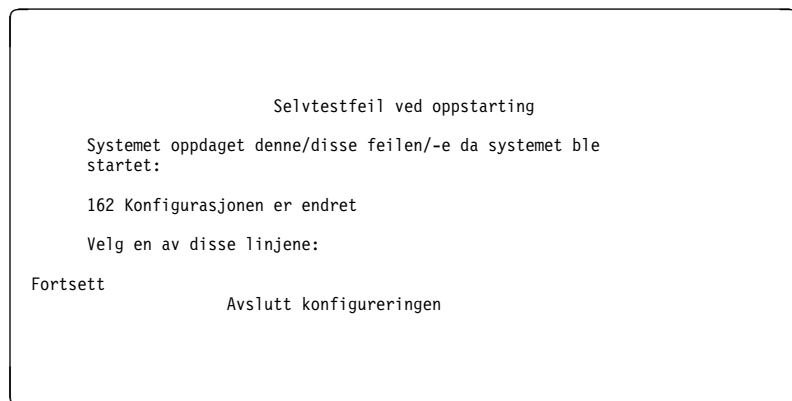 Selvtestfeil ved oppstarting
Systemet oppdaget denne/disse feilen/-e da systemet ble
startet:
162 Konfigurasjonen er endret
Velg en av disse linjene:
Fortsett
Avslutt konfigureringen